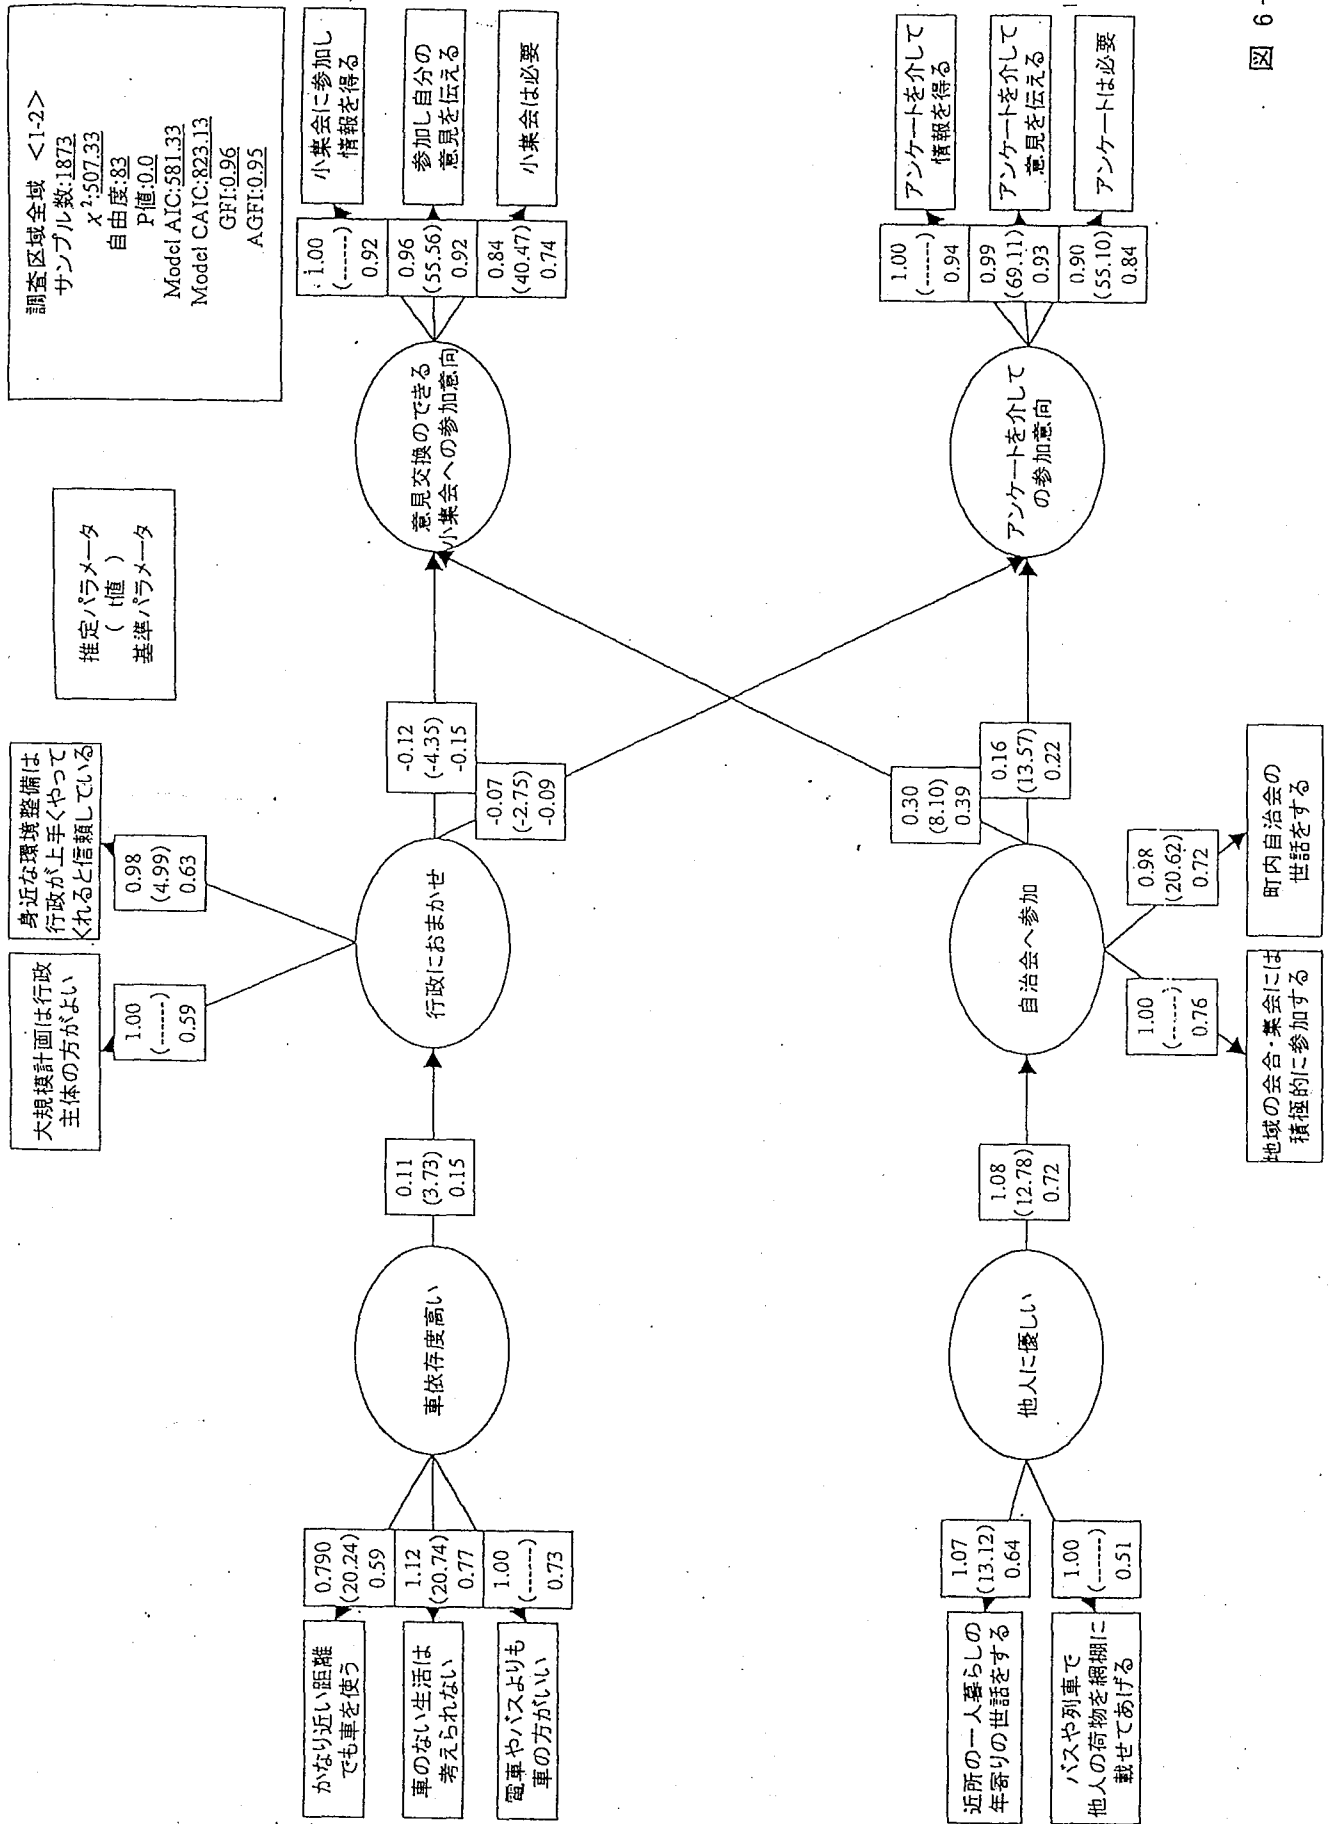 調査区域全域 <1-2>
サンプル数:1873
χ²:507.33
自由度:83
P値:0.0
Model AIC:581.33
Model CAIC:823.13
GFI:0.96
AGFI:0.95
推定パラメータ
( t値 )
基準パラメータ
大規模計画は行政
主体の方がよい
1.00
(------)
0.59
身近な環境整備は
行政が上手くやって
くれると信頼している
0.98
(4.99)
0.63
かなり近い距離
でも車を使う
0.790
(20.24)
0.59
車のない生活は
考えられない
1.12
(20.74)
0.77
電車やバスよりも
車の方がいい
1.00
(------)
0.73
車依存度高い
0.11
(3.73)
0.15
行政におまかせ
-0.12
(-4.35)
-0.15
-0.07
(-2.75)
-0.09
意見交換のできる
小集会への参加意向
1.00
(------)
0.92
小集会に参加し
情報を得る
0.96
(55.56)
0.92
参加し自分の
意見を伝える
0.84
(40.47)
0.74
小集会は必要
近所の一人暮らしの
年寄りの世話をする
1.07
(13.12)
0.64
バスや列車で
他人の荷物を網棚に
載せてあげる
1.00
(------)
0.51
他人に優しい
1.08
(12.78)
0.72
自治会へ参加
0.30
(8.10)
0.39
0.16
(13.57)
0.22
1.00
(------)
0.76
地域の会合・集会には
積極的に参加する
0.98
(20.62)
0.72
町内自治会の
世話をする
アンケートを介して
の参加意向
1.00
(------)
0.94
アンケートを介して
情報を得る
0.99
(69.11)
0.93
アンケートを介して
意見を伝える
0.90
(55.10)
0.84
アンケートは必要
図 6-